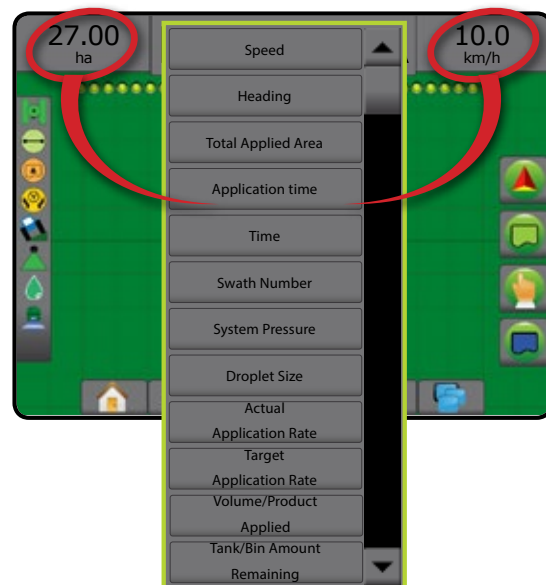 27.00
ha
10.0
km/h
Speed
Heading
Total Applied Area
Application time
Time
Swath Number
System Pressure
Droplet Size
Actual
Application Rate
Target
Application Rate
Volume/Product
Applied
Tank/Bin Amount
Remaining